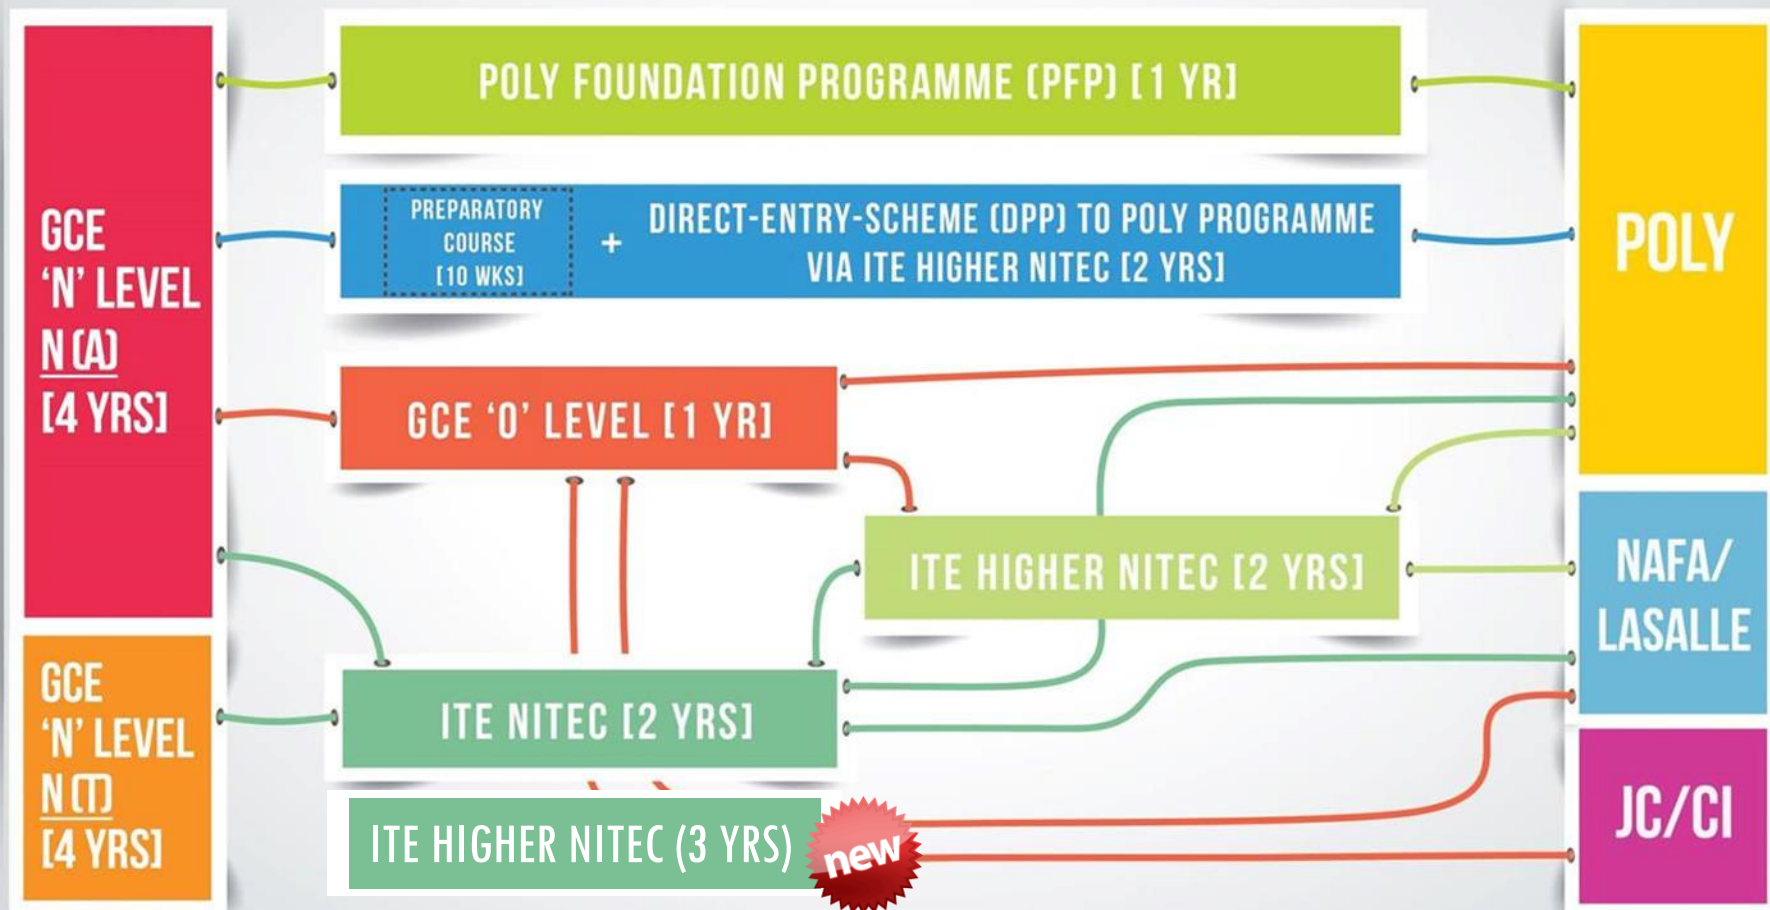 GCE
‘N’ LEVEL
N (A)
[4 YRS]
GCE
‘N’ LEVEL
N (T)
[4 YRS]
POLY FOUNDATION PROGRAMME (PFP) [1 YR]
PREPARATORY
COURSE
[10 WKS]
+
DIRECT-ENTRY-SCHEME (DPP) TO POLY PROGRAMME
VIA ITE HIGHER NITEC [2 YRS]
GCE ‘O’ LEVEL [1 YR]
ITE HIGHER NITEC [2 YRS]
ITE NITEC [2 YRS]
ITE HIGHER NITEC (3 YRS)
new
POLY
NAFA/
LASALLE
JC/CI